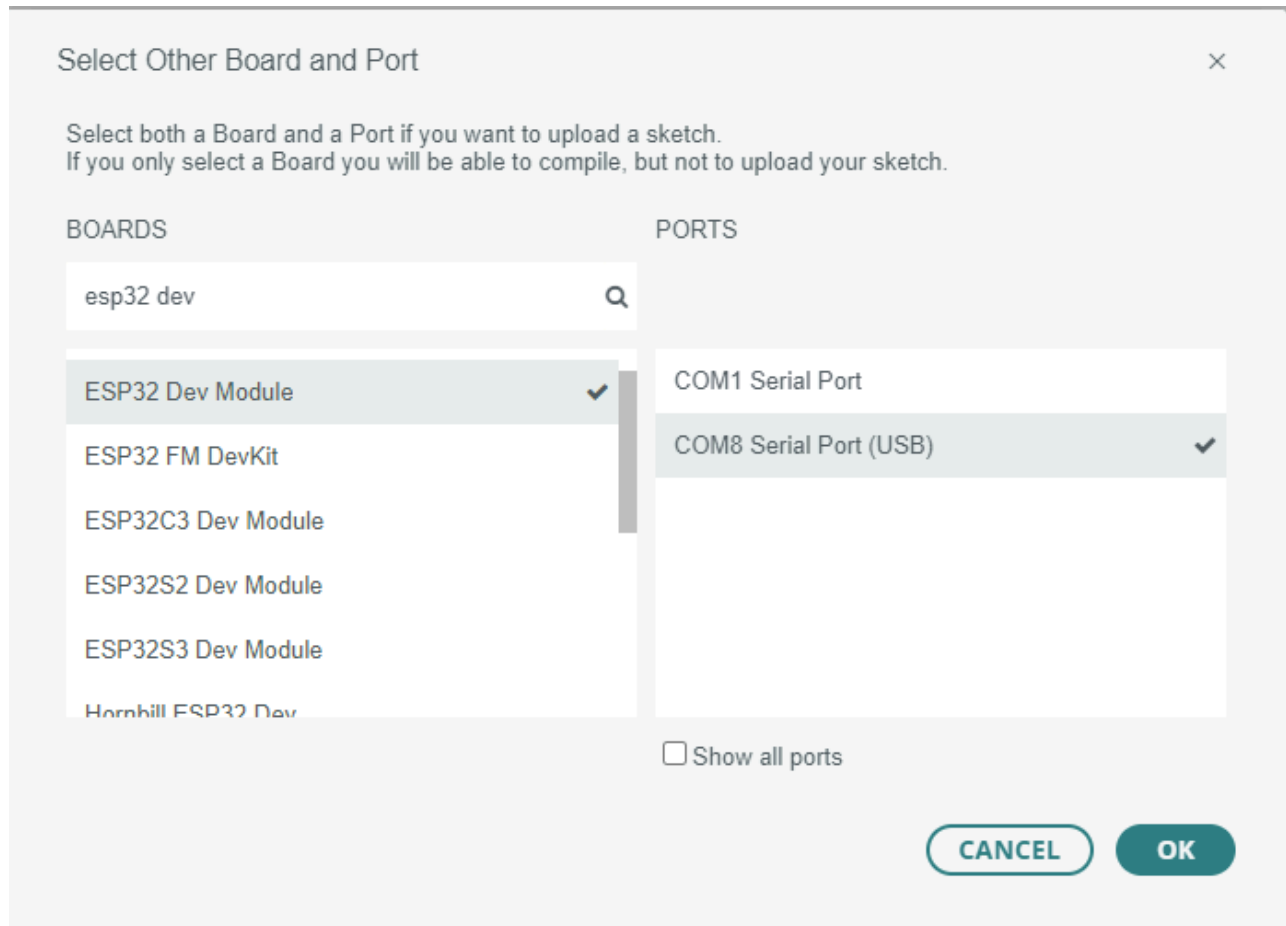 Select Other Board and Port
Select both a Board and a Port if you want to upload a sketch.
If you only select a Board you will be able to compile, but not to upload your sketch.
BOARDS
esp32 dev
ESP32 Dev Module
ESP32 FM DevKit
ESP32C3 Dev Module
ESP32S2 Dev Module
ESP32S3 Dev Module
Hornbill ESP32 Dev
PORTS
COM1 Serial Port
COM8 Serial Port (USB)
Show all ports
CANCEL
OK